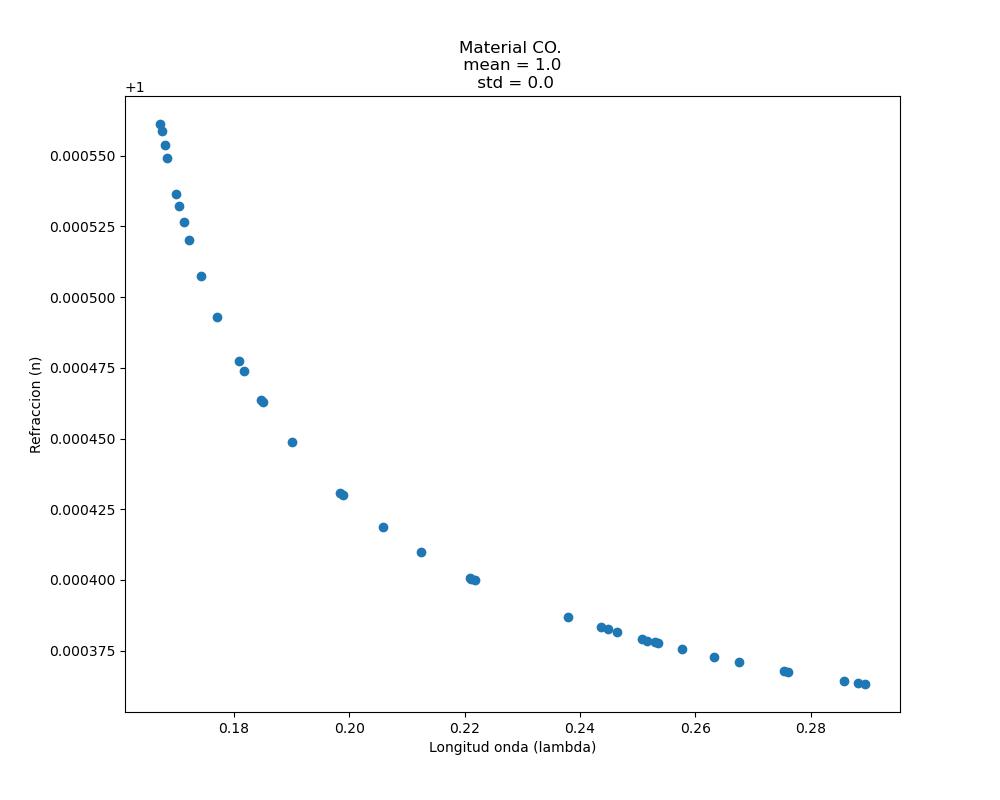 Material CO.
mean = 1.0
std = 0.0
+1
0.000550
0.000525
0.000500
0.000475
0.000450
0.000425
0.000400
0.000375
Refraccion (n)
0.18 0.20 0.22 0.24 0.26 0.28
Longitud onda (lambda)